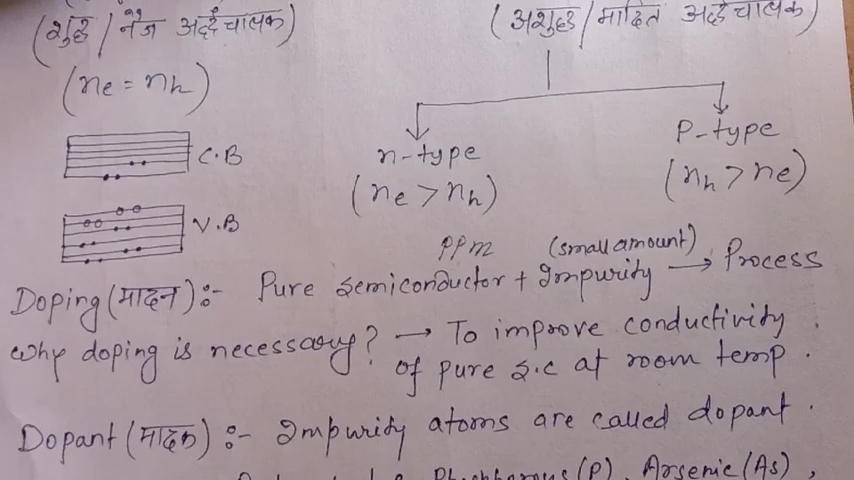 (शुद्ध / नैज अर्द्धचालक)
(अशुद्ध / मादित अर्द्धचालक)
(ne = nh)
C.B
V.B
n-type
(ne > nh)
P-type
(nh > ne)
PPm (small amount)
Doping (मादन) :- Pure semiconductor + Impurity → Process
Why doping is necessary? → To improve conductivity
of pure s.c at room temp.
Dopant (मादक) :- Impurity atoms are called dopant.
Phosphorous (P), Arsenic (As),